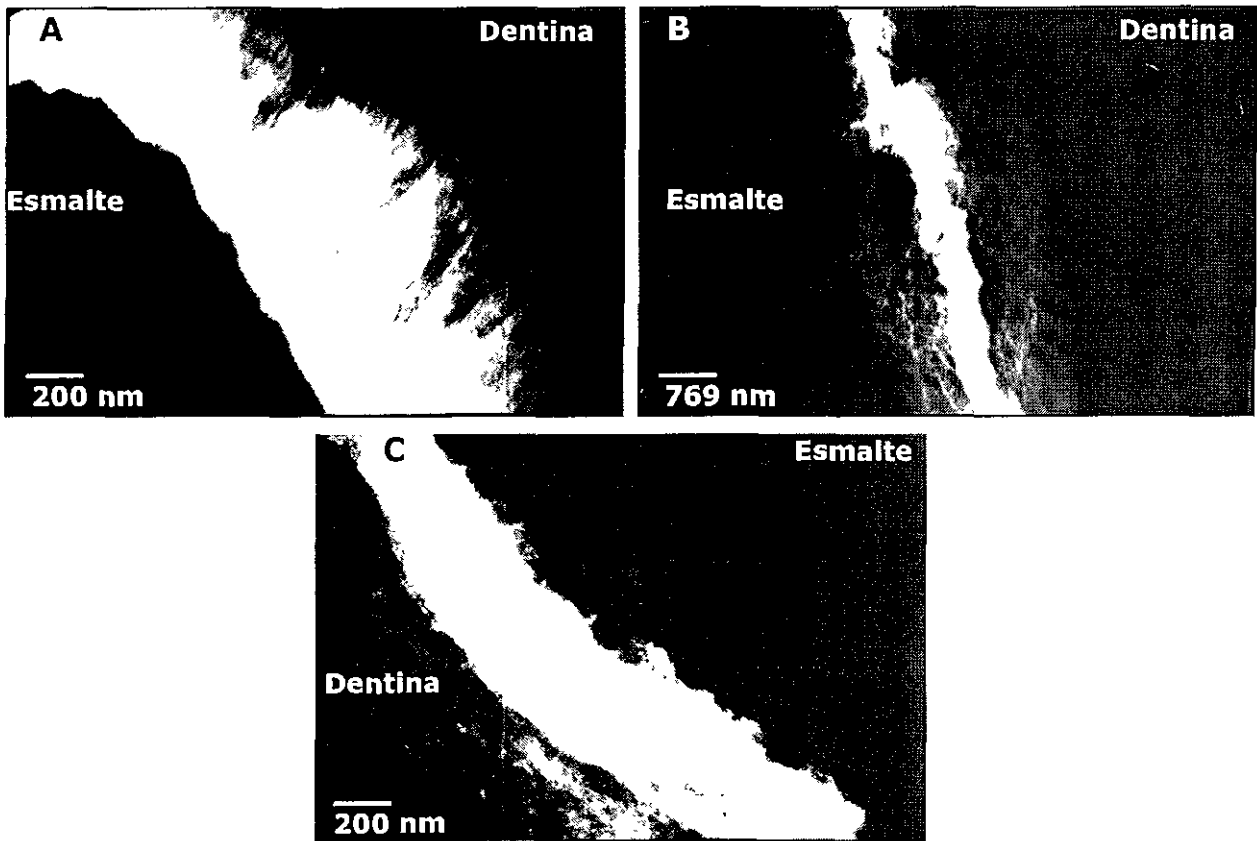 A
Dentina
Esmalte
200 nm
B
Dentina
Esmalte
769 nm
C
Esmalte
Dentina
200 nm